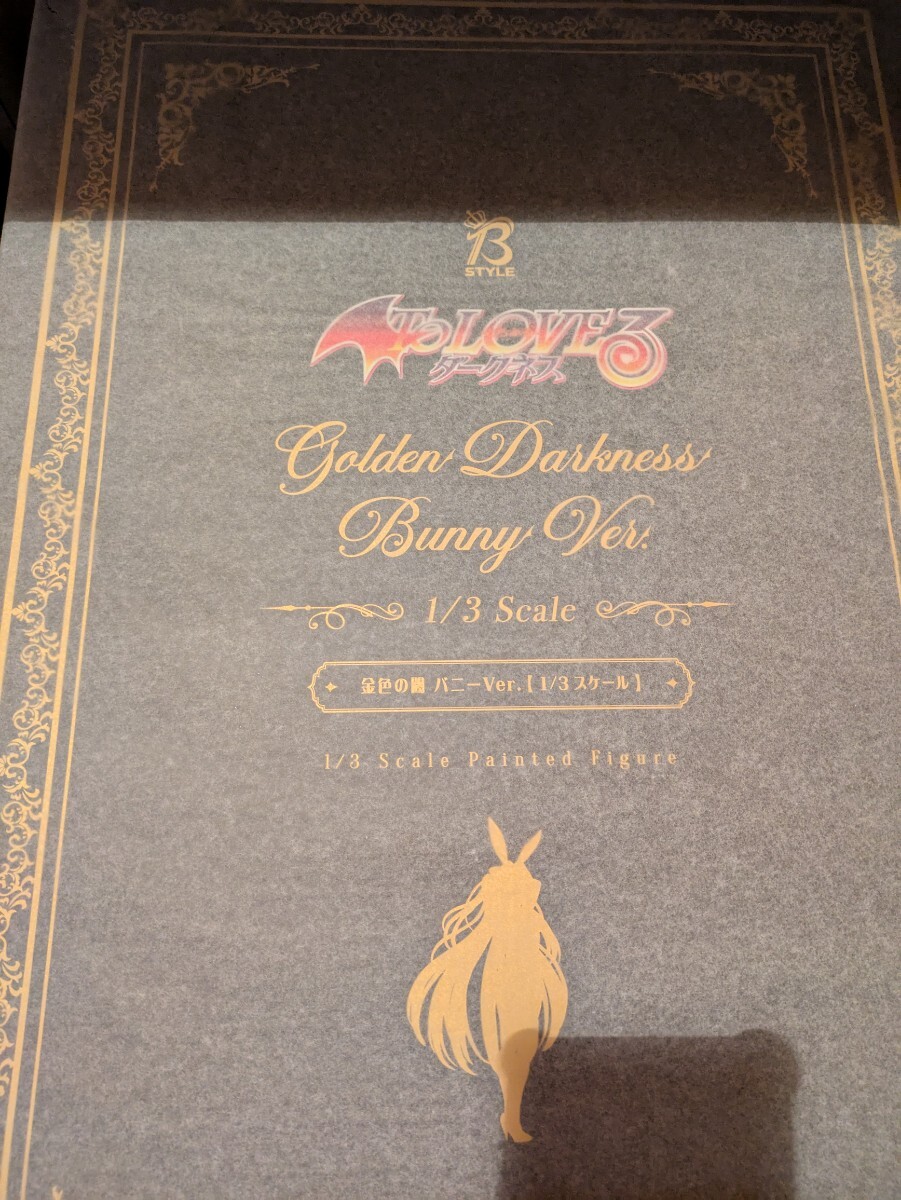 B
STYLE
To LOVEる
ダークネス
Golden Darkness
Bunny Ver.
1/3 Scale
金色の闇 バニーVer.【1/3スケール】
1/3 Scale Painted Figure